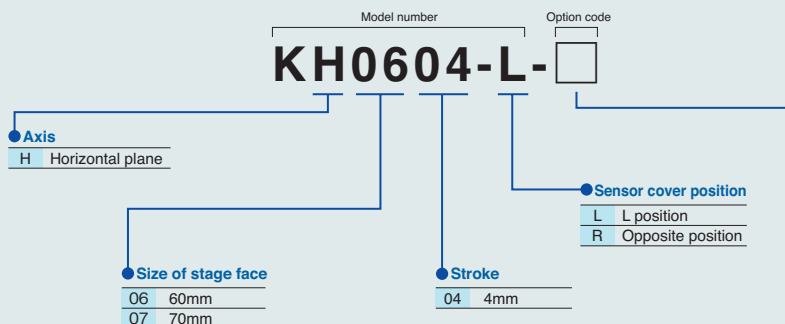 Model number
Option code
KH0604-L-□
Axis
H Horizontal plane
Sensor cover position
L L position
R Opposite position
Size of stage face
06 60mm
07 70mm
Stroke
04 4mm